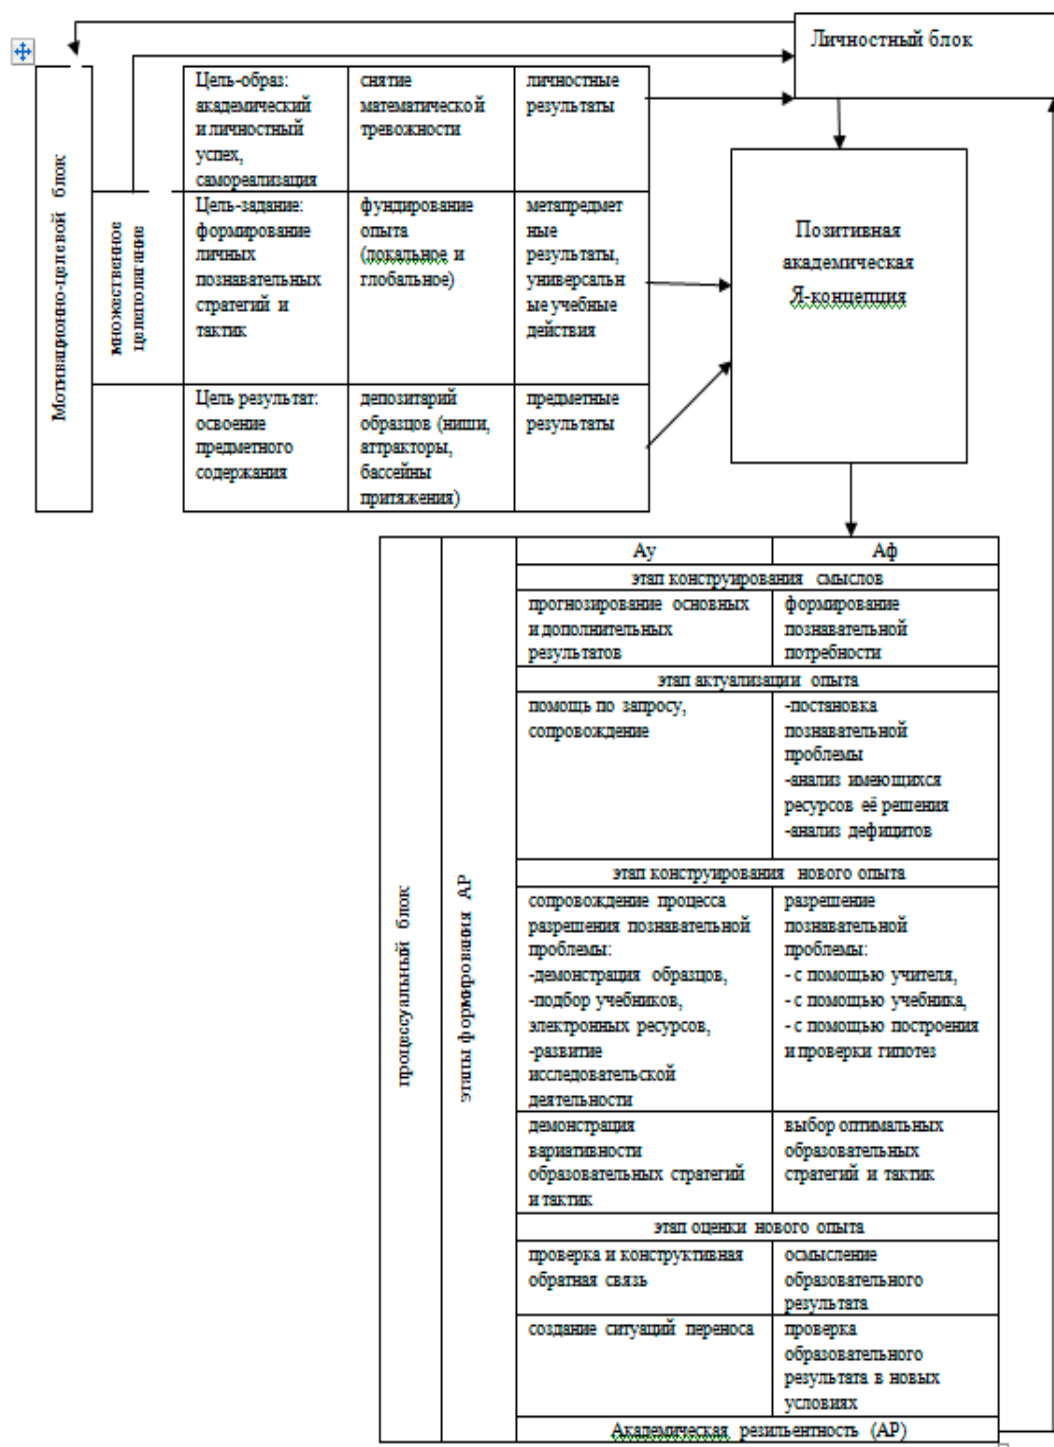 Личностный блок
Мотивационно-целевой блок
множественное
целеполагание
Цель-образ:
академический
и личностный
успех,
самореализация
снятие
математической
тревожности
личностные
результаты
Цель-задание:
формирование
личных
познавательных
стратегий и
тактик
фундирование
опыта
(локальное и
глобальное)
метапредмет
ные
результаты,
универсальн
ые учебные
действия
Цель результат:
освоение
предметного
содержания
депозитарий
образцов (ниши,
аттракторы,
бассейны
притяжения)
предметные
результаты
Позитивная
академическая
Я-концепция
процессуальный блок
этапы формирования АР
Ау
Аф
этап конструирования смыслов
прогнозирование основных
и дополнительных
результатов
формирование
познавательной
потребности
этап актуализации опыта
помощь по запросу,
сопровождение
-постановка
познавательной
проблемы
-анализ имеющихся
ресурсов её решения
-анализ дефицитов
этап конструирования нового опыта
сопровождение процесса
разрешения познавательной
проблемы:
-демонстрация образцов,
-подбор учебников,
электронных ресурсов,
-развитие
исследовательской
деятельности
разрешение
познавательной
проблемы:
- с помощью учителя,
- с помощью учебника,
- с помощью построения
и проверки гипотез
демонстрация
вариативности
образовательных стратегий
и тактик
выбор оптимальных
образовательных
стратегий и тактик
этап оценки нового опыта
проверка и конструктивная
обратная связь
осмысление
образовательного
результата
создание ситуаций переноса
проверка
образовательного
результата в новых
условиях
Академическая резильентность (АР)